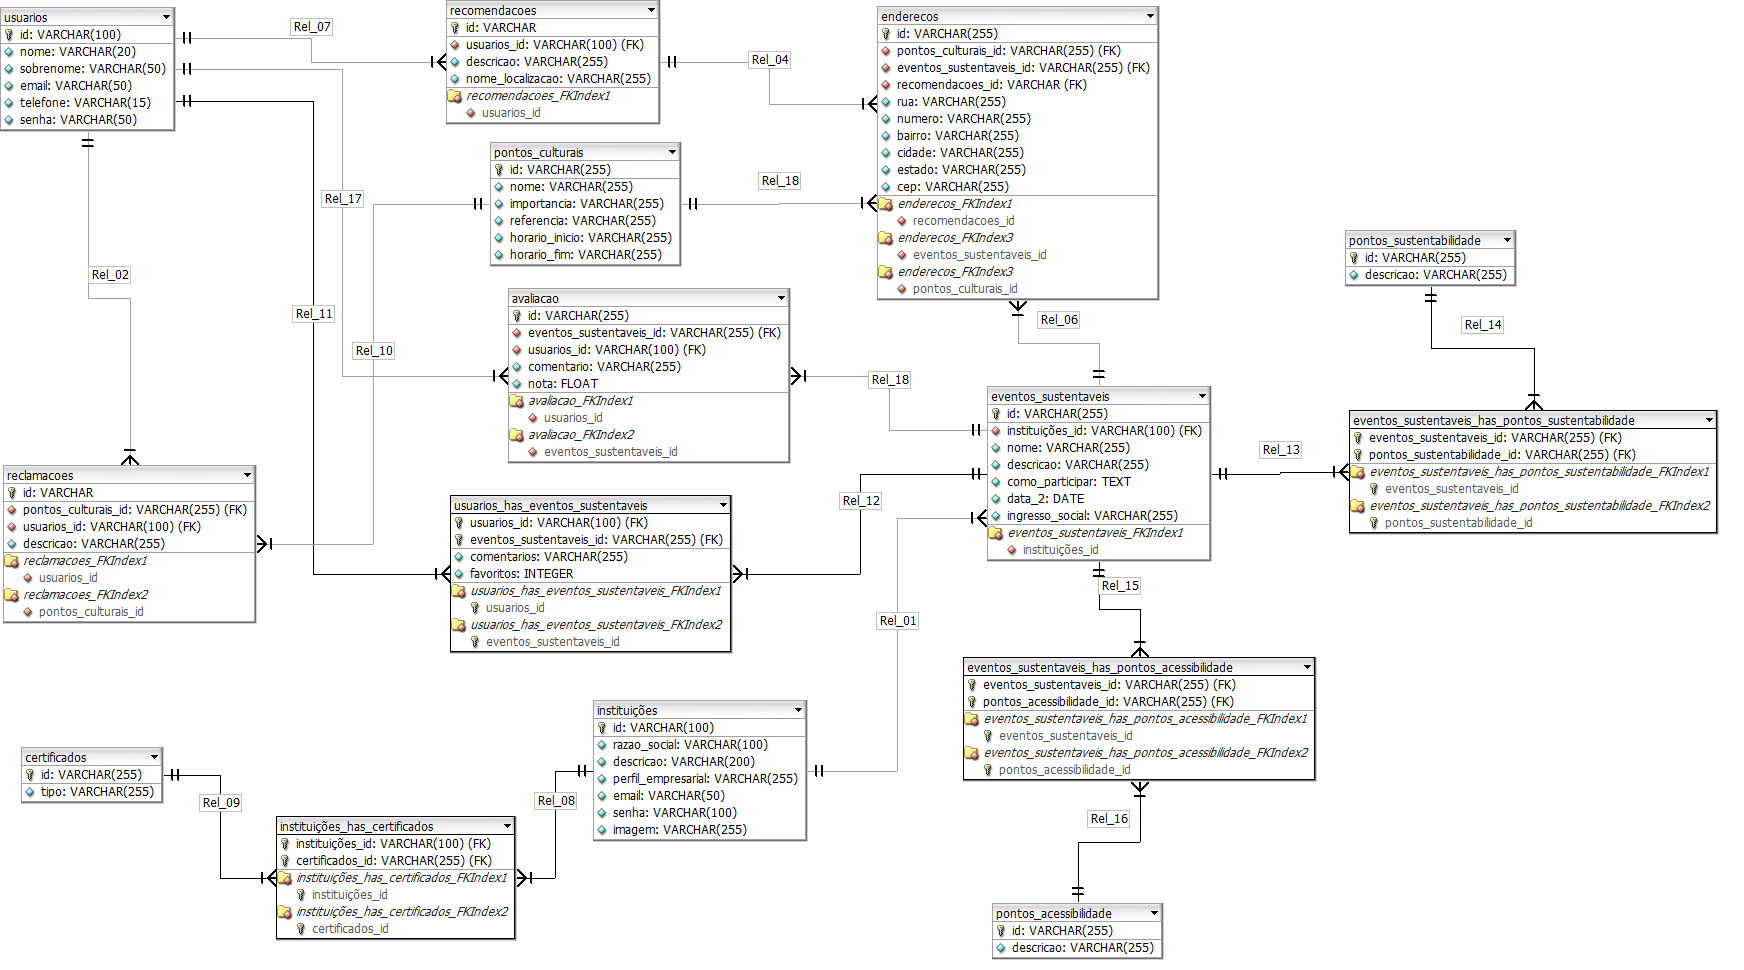 usuarios
id: VARCHAR(100)
nome: VARCHAR(20)
sobrenome: VARCHAR(50)
email: VARCHAR(50)
telefone: VARCHAR(15)
senha: VARCHAR(50)
Rel_07
recomendacoes
id: VARCHAR
usuarios_id: VARCHAR(100) (FK)
descricao: VARCHAR(255)
nome_localizacao: VARCHAR(255)
recomendacoes_FKIndex1
usuarios_id
Rel_04
enderecos
id: VARCHAR(255)
pontos_culturais_id: VARCHAR(255) (FK)
eventos_sustentaveis_id: VARCHAR(255) (FK)
recomendacoes_id: VARCHAR (FK)
rua: VARCHAR(255)
numero: VARCHAR(255)
bairro: VARCHAR(255)
cidade: VARCHAR(255)
estado: VARCHAR(255)
cep: VARCHAR(255)
enderecos_FKIndex1
recomendacoes_id
enderecos_FKIndex3
eventos_sustentaveis_id
enderecos_FKIndex3
pontos_culturais_id
pontos_culturais
id: VARCHAR(255)
nome: VARCHAR(255)
importancia: VARCHAR(255)
referencia: VARCHAR(255)
horario_inicio: VARCHAR(255)
horario_fim: VARCHAR(255)
Rel_18
Rel_17
Rel_02
Rel_11
Rel_10
pontos_sustentabilidade
id: VARCHAR(255)
descricao: VARCHAR(255)
Rel_14
avaliacao
id: VARCHAR(255)
eventos_sustentaveis_id: VARCHAR(255) (FK)
usuarios_id: VARCHAR(100) (FK)
comentario: VARCHAR(255)
nota: FLOAT
avaliacao_FKIndex1
usuarios_id
avaliacao_FKIndex2
eventos_sustentaveis_id
Rel_06
Rel_18
eventos_sustentaveis
id: VARCHAR(255)
instituições_id: VARCHAR(100) (FK)
nome: VARCHAR(255)
descricao: VARCHAR(255)
como_participar: TEXT
data_2: DATE
ingresso_social: VARCHAR(255)
eventos_sustentaveis_FKIndex1
instituições_id
Rel_13
eventos_sustentaveis_has_pontos_sustentabilidade
eventos_sustentaveis_id: VARCHAR(255) (FK)
pontos_sustentabilidade_id: VARCHAR(255) (FK)
eventos_sustentaveis_has_pontos_sustentabilidade_FKIndex1
eventos_sustentaveis_id
eventos_sustentaveis_has_pontos_sustentabilidade_FKIndex2
pontos_sustentabilidade_id
reclamacoes
id: VARCHAR
pontos_culturais_id: VARCHAR(255) (FK)
usuarios_id: VARCHAR(100) (FK)
descricao: VARCHAR(255)
reclamacoes_FKIndex1
usuarios_id
reclamacoes_FKIndex2
pontos_culturais_id
usuarios_has_eventos_sustentaveis
usuarios_id: VARCHAR(100) (FK)
eventos_sustentaveis_id: VARCHAR(255) (FK)
comentarios: VARCHAR(255)
favoritos: INTEGER
usuarios_has_eventos_sustentaveis_FKIndex1
usuarios_id
usuarios_has_eventos_sustentaveis_FKIndex2
eventos_sustentaveis_id
Rel_12
Rel_01
Rel_15
eventos_sustentaveis_has_pontos_acessibilidade
eventos_sustentaveis_id: VARCHAR(255) (FK)
pontos_acessibilidade_id: VARCHAR(255) (FK)
eventos_sustentaveis_has_pontos_acessibilidade_FKIndex1
eventos_sustentaveis_id
eventos_sustentaveis_has_pontos_acessibilidade_FKIndex2
pontos_acessibilidade_id
instituições
id: VARCHAR(100)
razao_social: VARCHAR(100)
descricao: VARCHAR(200)
perfil_empresarial: VARCHAR(255)
email: VARCHAR(50)
senha: VARCHAR(100)
imagem: VARCHAR(255)
certificados
id: VARCHAR(255)
tipo: VARCHAR(255)
Rel_09
Rel_08
instituições_has_certificados
instituições_id: VARCHAR(100) (FK)
certificados_id: VARCHAR(255) (FK)
instituições_has_certificados_FKIndex1
instituições_id
instituições_has_certificados_FKIndex2
certificados_id
Rel_16
pontos_acessibilidade
id: VARCHAR(255)
descricao: VARCHAR(255)